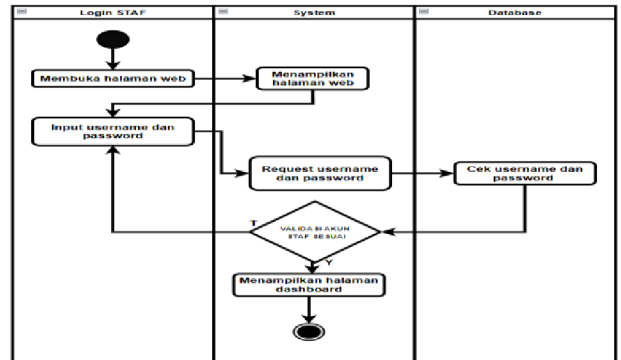 Login STAF
System
Database
Membuka halaman web
Menampilkan
halaman web
Input username dan
password
Request username
dan password
Cek username dan
password
T
VALIDASI AKUN
STAF SESUAI
Y
Menampilkan halaman
dashboard